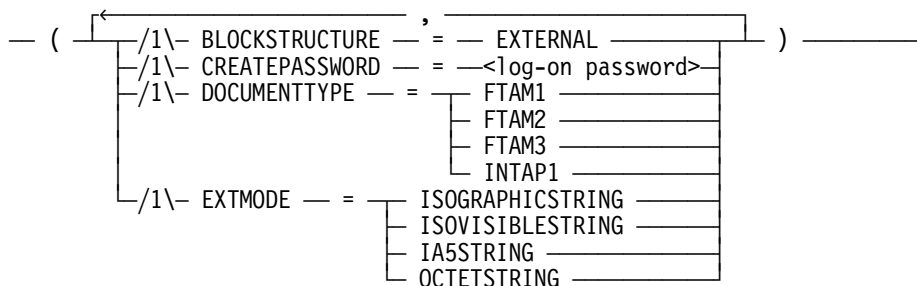 ,
( /1\ BLOCKSTRUCTURE = EXTERNAL )
/1\ CREATEPASSWORD = <log-on password>
/1\ DOCUMENTTYPE = FTAM1
FTAM2
FTAM3
INTAP1
/1\ EXTMODE = ISOGRAPHICSTRING
ISOVISIBLESTRING
IA5STRING
OCTETSTRING